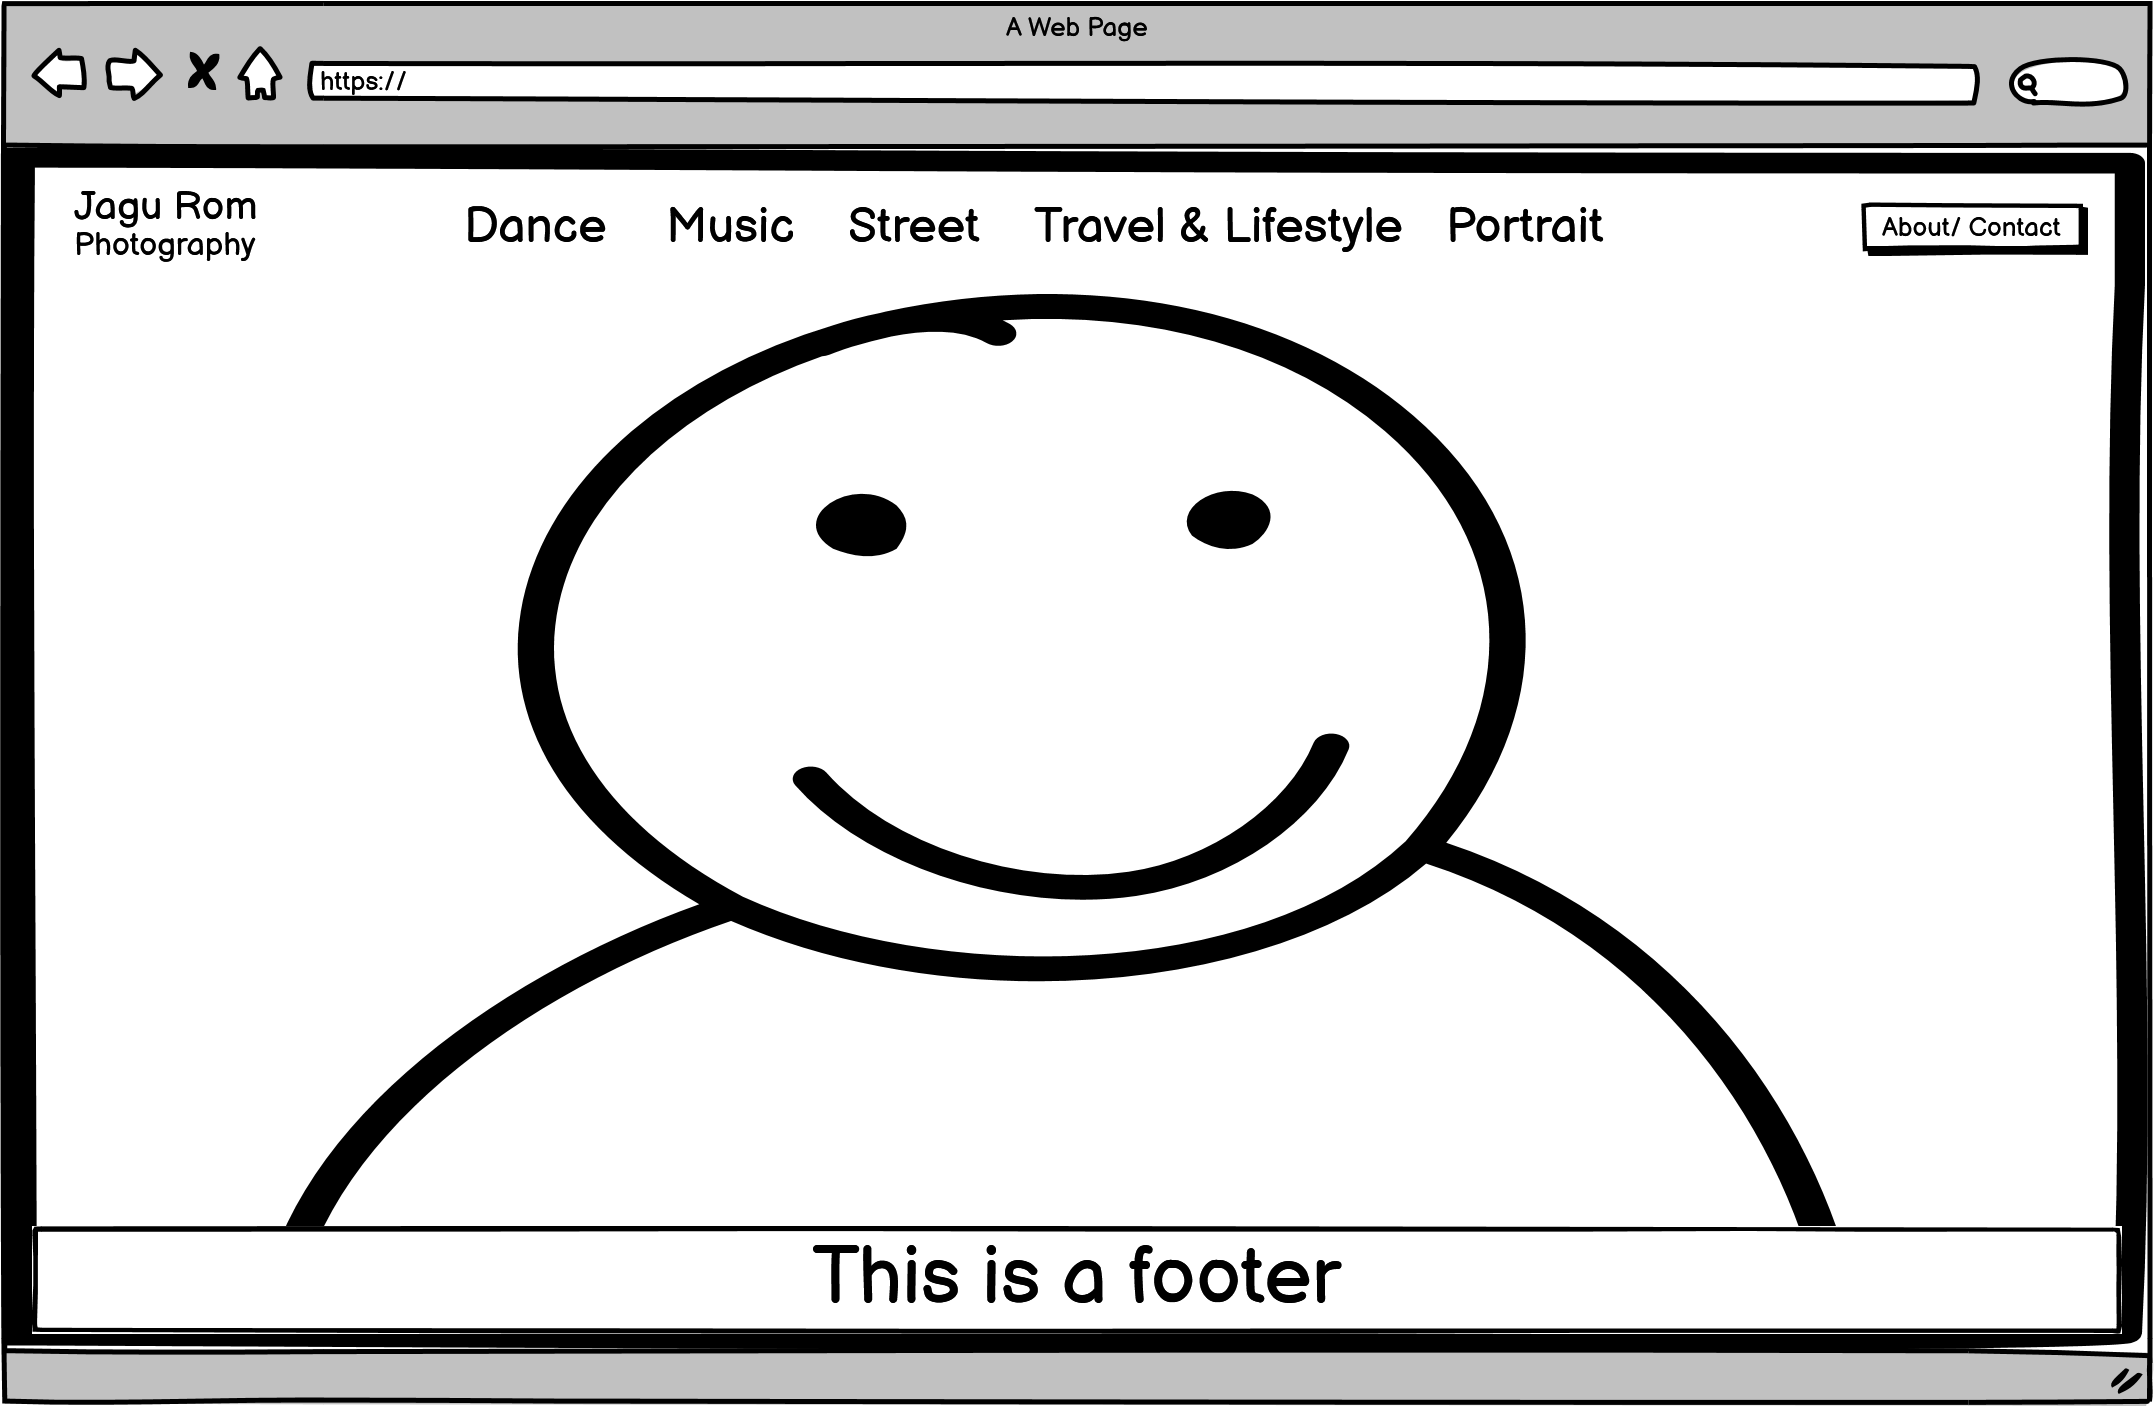 A Web Page
https://
Jagu Rom
Photography
Dance Music Street Travel & Lifestyle Portrait
About/ Contact
This is a footer